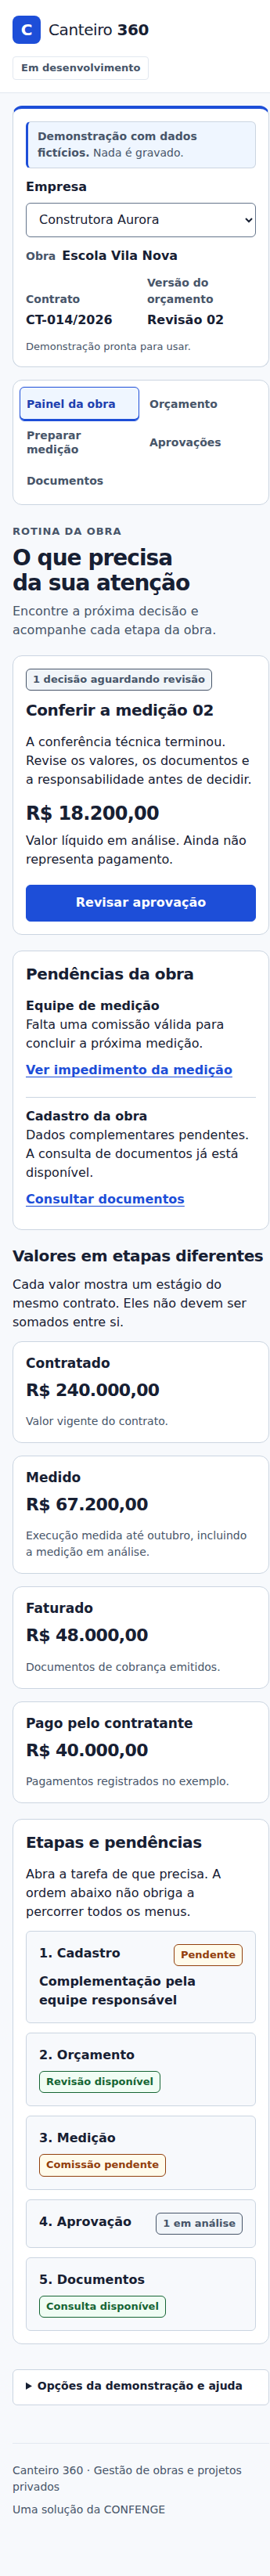 C Canteiro 360
Em desenvolvimento
Demonstração com dados
fictícios. Nada é gravado.
Empresa
Construtora Aurora
Obra Escola Vila Nova
Contrato
CT-014/2026
Versão do
orçamento
Revisão 02
Demonstração pronta para usar.
Painel da obra
Orçamento
Preparar
medição
Aprovações
Documentos
ROTINA DA OBRA
O que precisa
da sua atenção
Encontre a próxima decisão e
acompanhe cada etapa da obra.
1 decisão aguardando revisão
Conferir a medição 02
A conferência técnica terminou.
Revise os valores, os documentos e
a responsabilidade antes de decidir.
R$ 18.200,00
Valor líquido em análise. Ainda não
representa pagamento.
Revisar aprovação
Pendências da obra
Equipe de medição
Falta uma comissão válida para
concluir a próxima medição.
Ver impedimento da medição
Cadastro da obra
Dados complementares pendentes.
A consulta de documentos já está
disponível.
Consultar documentos
Valores em etapas diferentes
Cada valor mostra um estágio do
mesmo contrato. Eles não devem ser
somados entre si.
Contratado
R$ 240.000,00
Valor vigente do contrato.
Medido
R$ 67.200,00
Execução medida até outubro, incluindo
a medição em análise.
Faturado
R$ 48.000,00
Documentos de cobrança emitidos.
Pago pelo contratante
R$ 40.000,00
Pagamentos registrados no exemplo.
Etapas e pendências
Abra a tarefa de que precisa. A
ordem abaixo não obriga a
percorrer todos os menus.
1. Cadastro
Pendente
Complementação pela
equipe responsável
2. Orçamento
Revisão disponível
3. Medição
Comissão pendente
4. Aprovação
1 em análise
5. Documentos
Consulta disponível
Opções da demonstração e ajuda
Canteiro 360 · Gestão de obras e projetos
privados
Uma solução da CONFENGE